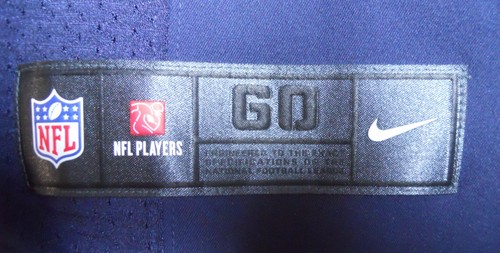 NFL
NFL PLAYERS
60
ENGINEERED TO THE EXACT
SPECIFICATIONS OF THE
NATIONAL FOOTBALL LEAGUE.